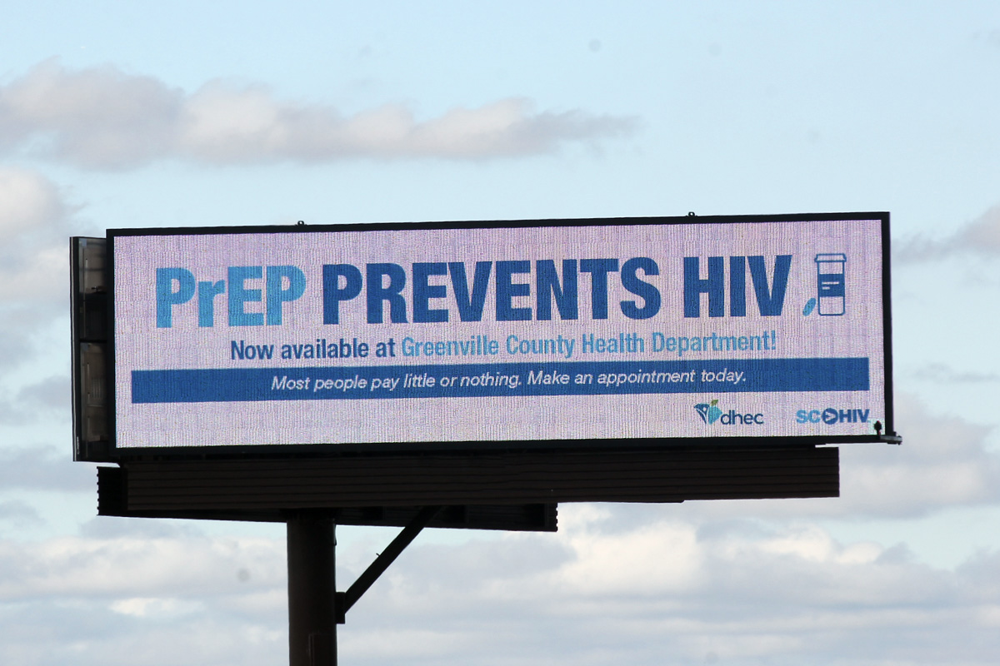 PrEP PREVENTS HIV
Now available at Greenville County Health Department!
Most people pay little or nothing. Make an appointment today.
dhec
SC HIV